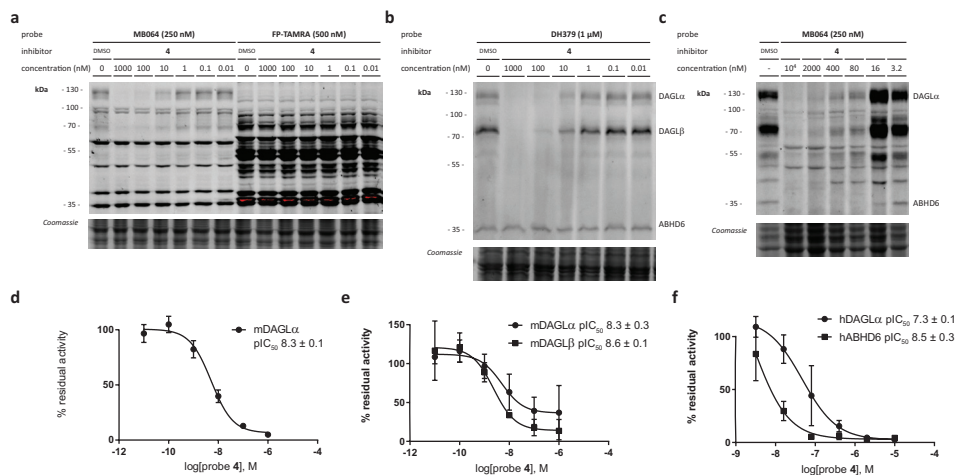 a
probe MB064 (250 nM) FP-TAMRA (500 nM)
inhibitor DMSO 4 DMSO 4
concentration (nM) 0 1000 100 10 1 0.1 0.01 0 1000 100 10 1 0.1 0.01
kDa
- 130 -
- 100 -
- 70 -
- 55 -
- 35 -
Coomassie
b
probe DH379 (1 µM)
inhibitor DMSO 4
concentration (nM) 0 1000 100 10 1 0.1 0.01
kDa
130 - DAGLα
100 -
70 - DAGLβ
55 -
35 - ABHD6
Coomassie
c
probe MB064 (250 nM)
inhibitor DMSO 4
concentration (nM) - 10⁴ 2000 400 80 16 3.2
kDa
- 130 - DAGLα
- 100 -
- 70 -
- 55 -
- 35 - ABHD6
Coomassie
d
% residual activity
100
50
0
-12 -10 -8 -6 -4
log[probe 4], M
mDAGLα
pIC₅₀ 8.3 ± 0.1
e
% residual activity
150
100
50
0
-12 -10 -8 -6 -4
log[probe 4], M
mDAGLα pIC₅₀ 8.3 ± 0.3
mDAGLβ pIC₅₀ 8.6 ± 0.1
f
% residual activity
100
50
0
-9 -8 -7 -6 -5 -4
log[probe 4], M
hDAGLα pIC₅₀ 7.3 ± 0.1
hABHD6 pIC₅₀ 8.5 ± 0.3